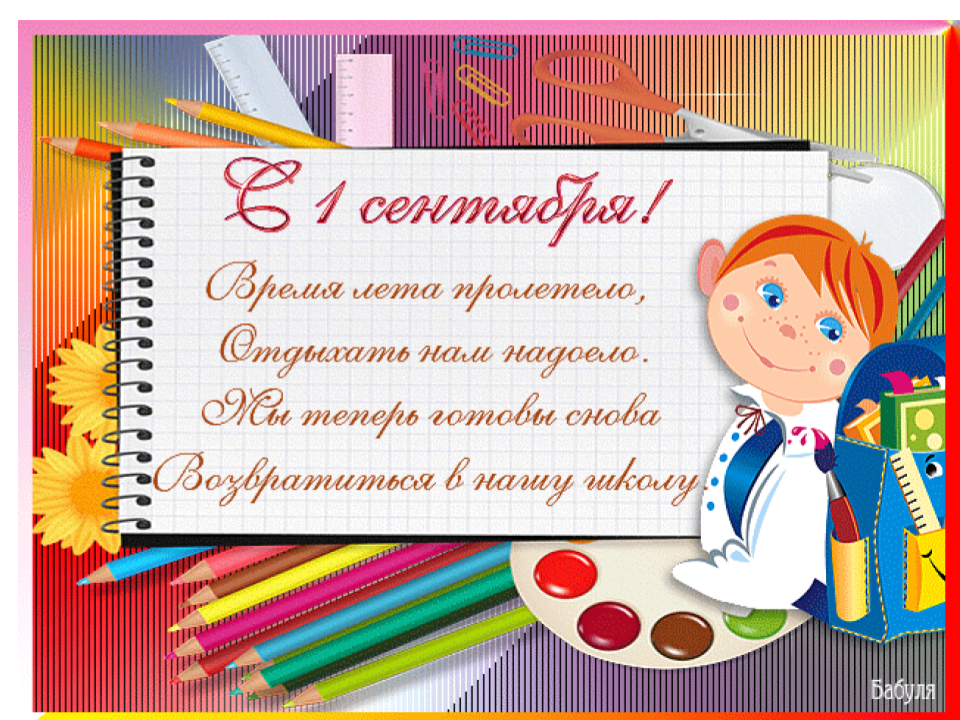 С 1 сентября!
Время лета пролетело,
Отдыхать нам надоело.
Мы теперь готовы снова
Возвратиться в нашу школу.
Бабуля